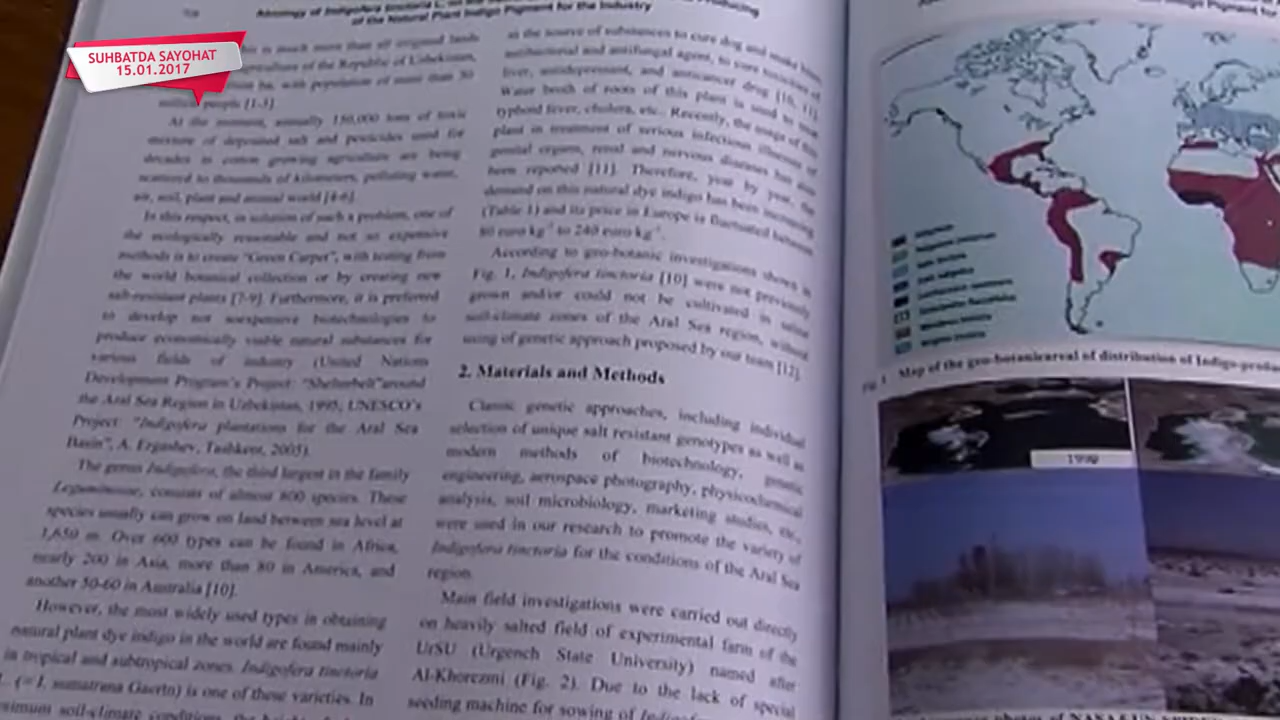 SUHBATDA SAYOHAT
15.01.2017
of the Natural Plant Indigo Pigment for the Industry
this is much more than all irrigated lands
agriculture of the Republic of Uzbekistan,
with population of more than 30
million people [1-3].
At the moment, annually 150,000 tons of toxic
mixture of deposited salt and pesicides used for
decades in cotton growing agriculture are being
scattered to thousands of kilometers, polluting water,
air, soil, plant and animal world [4-6].
In this respect, in solution of such a problem, one of
the ecologically reasonable and not so expensive
methods is to create "Green Carpet", with testing from
the world botanical collection or by creating new
salt-resistant plants [7-9]. Furthermore, it is preferred
to develop not soexpensive biotechnologies to
produce economically viable natural substances for
various fields of industry (United Nations
Development Program's Project: "Shelterbelt"around
the Aral Sea Region in Uzbekistan, 1995; UNESCO's
Project: "Indigofera plantations for the Aral Sea
Basin", A. Ergashev, Tashkent, 2005).
The genus Indigofera, the third largest in the family
Leguminosae, consists of almost 800 species. These
species usually can grow on land between sea level at
1,650 m. Over 600 types can be found in Africa,
nearly 200 in Asia, more than 80 in America, and
another 50-60 in Australia [10].
However, the most widely used types in obtaining
natural plant dye indigo in the world are found mainly
in tropical and subtropical zones. Indigofera tinctoria
L. (= I. sumatrana Gaertn) is one of these varieties. In
soil-climate conditions, the
as the source of substances to cure dog and
antibacterial and antifungal agent, to cure
liver, antidepressant, and anticancer drug [10, 11].
Water broth of roots of this plant is used to treat
typhoid fever, cholera, etc.. Recently, the usage of this
plant in treatment of serious infectious illnesses of
genital organs, renal and nervous diseases has also
been reported [11]. Therefore, year by year, the
demand on this natural dye indigo has been increasing
(Table 1) and its price in Europe is fluctuated between
80 euro kg⁻¹ to 240 euro kg⁻¹.
According to geo-botanic investigations shown in
Fig. 1, Indigofera tinctoria [10] were not previously
grown and/or could not be cultivated in saline
soil-climate zones of the Aral Sea region, without
using of genetic approach proposed by our team [12].
2. Materials and Methods
Classic genetic approaches, including individual
selection of unique salt resistant genotypes as well as
modern methods of biotechnology, genetic
engineering, aerospace photography, physicochemical
analysis, soil microbiology, marketing studies, etc.,
were used in our research to promote the variety of
Indigofera tinctoria for the conditions of the Aral Sea
region.
Main field investigations were carried out directly
on heavily salted field of experimental farm of the
UrSU (Urgench State University) named after
Al-Khorezmi (Fig. 2). Due to the lack of special
seeding machine for sowing of
Map of the geo-botanicareal of distribution of